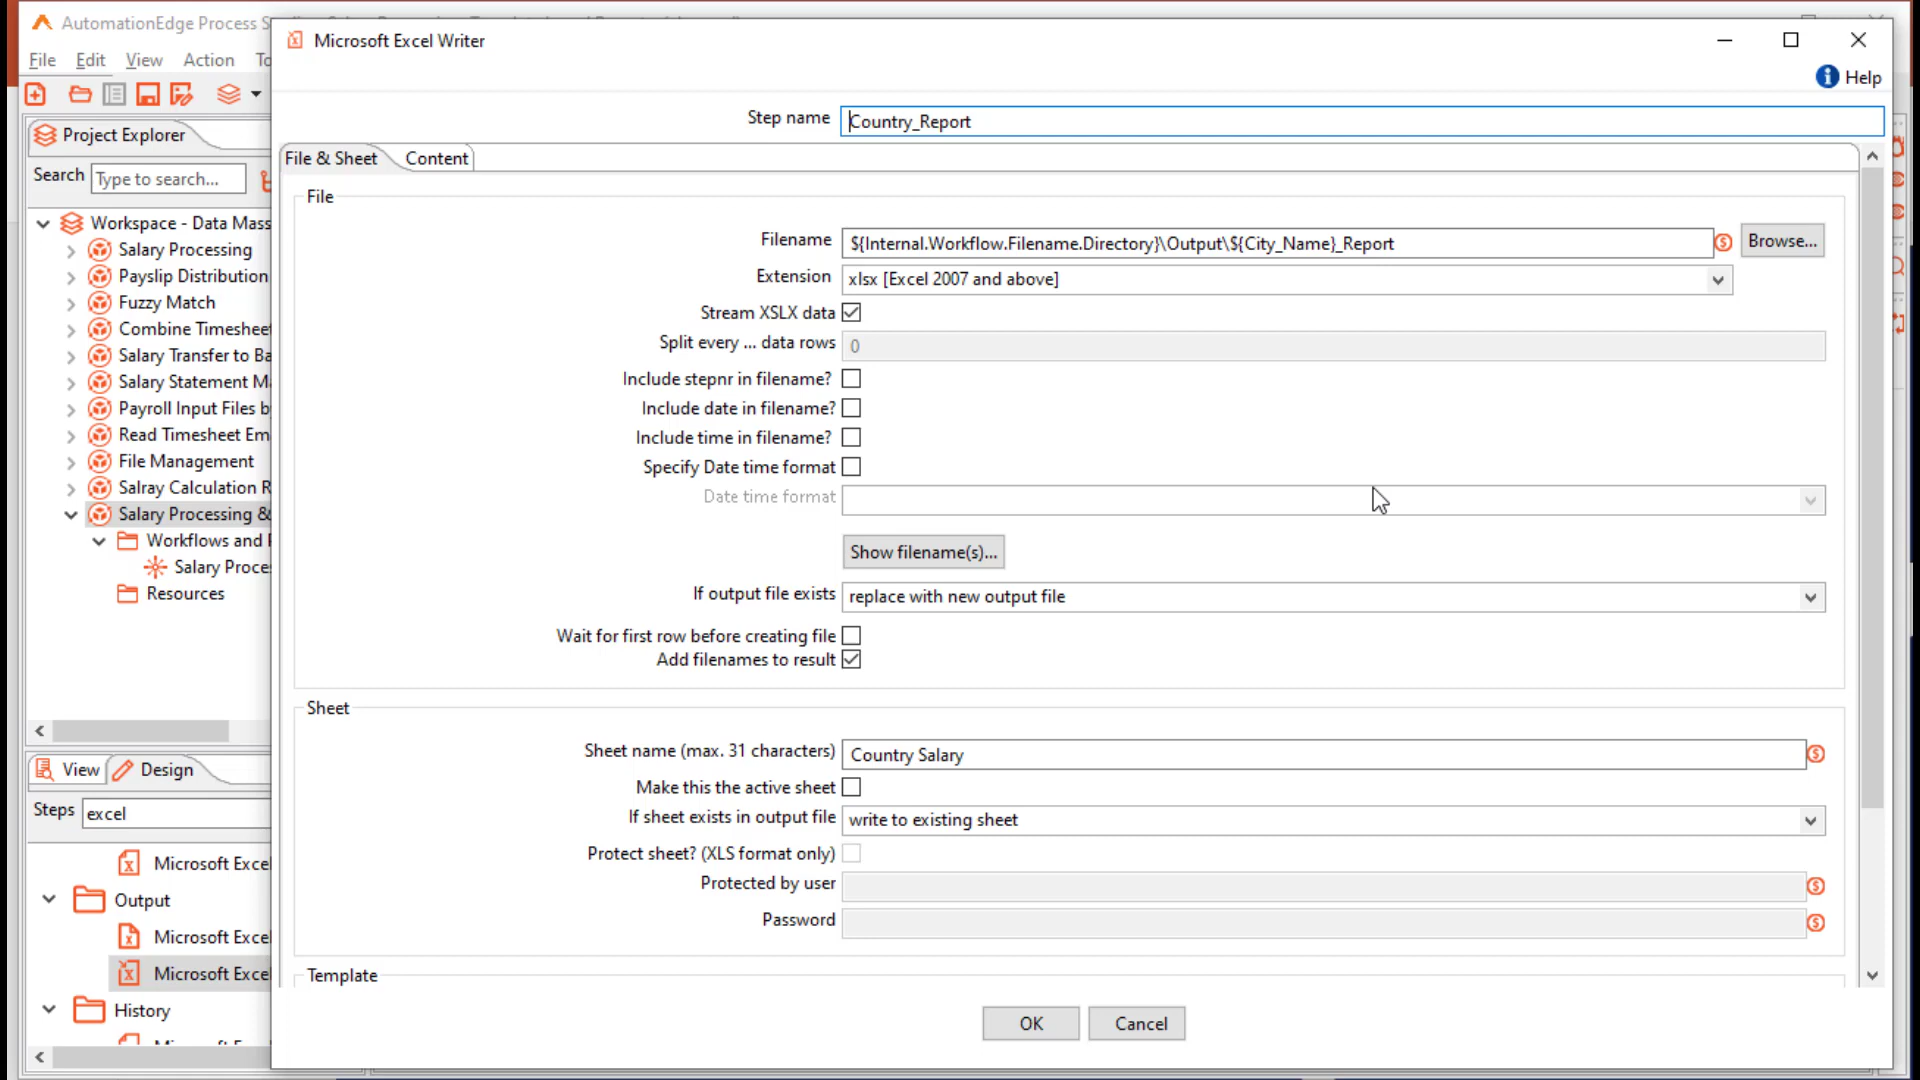 AutomationEdge Process
Microsoft Excel Writer
File Edit View Action
Help
Step name Country_Report
Project Explorer
File & Sheet Content
Search Type to search...
File
Workspace - Data Mass
Salary Processing
Filename ${Internal.Workflow.Filename.Directory}\Output\${City_Name}_Report Browse...
Payslip Distribution
Extension xlsx [Excel 2007 and above]
Fuzzy Match
Stream XSLX data
Combine Timesheet
Split every ... data rows 0
Salary Transfer to Ba
Salary Statement M
Include stepnr in filename?
Payroll Input Files b
Include date in filename?
Read Timesheet Em
Include time in filename?
File Management
Specify Date time format
Salray Calculation R
Date time format
Salary Processing &
Workflows and
Show filename(s)...
Salary Proce
Resources
If output file exists replace with new output file
Wait for first row before creating file
Add filenames to result
Sheet
Sheet name (max. 31 characters) Country Salary
View Design
Make this the active sheet
Steps excel
If sheet exists in output file write to existing sheet
Protect sheet? (XLS format only)
Microsoft Exce
Protected by user
Output
Password
Microsoft Exce
Microsoft Exce
Template
History
OK Cancel